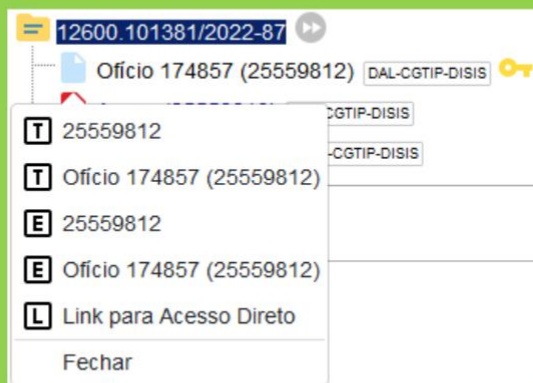 12600.101381/2022-87
Ofício 174857 (25559812) DAL-CGTIP-DISIS
CGTIP-DISIS
-CGTIP-DISIS
T 25559812
T Ofício 174857 (25559812)
E 25559812
E Ofício 174857 (25559812)
L Link para Acesso Direto
Fechar